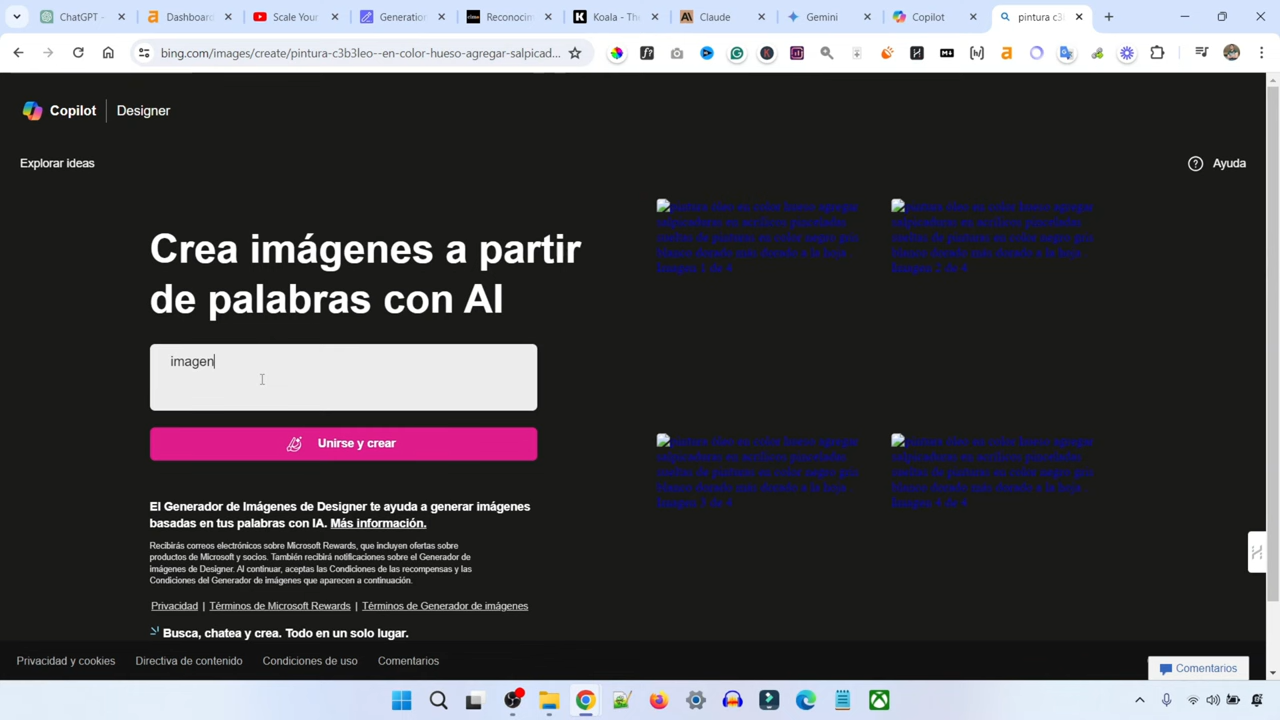 ChatGPT -
Dashboard
Scale Your
Generation
Reconocim
Koala - The
Claude
Gemini
Copilot
pintura c3
bing.com/images/create/pintura-c3b3leo--en-color-hueso-agregar-salpicad...
Copilot
Designer
Explorar ideas
Ayuda
Crea imágenes a partir
de palabras con AI
imagen
Unirse y crear
El Generador de Imágenes de Designer te ayuda a generar imágenes
basadas en tus palabras con IA. Más información.
Recibirás correos electrónicos sobre Microsoft Rewards, que incluyen ofertas sobre
productos de Microsoft y socios. También recibirá notificaciones sobre el Generador de
imágenes de Designer. Al continuar, aceptas las Condiciones de las recompensas y las
Condiciones del Generador de imágenes que aparecen a continuación.
Privacidad | Términos de Microsoft Rewards | Términos de Generador de imágenes
Busca, chatea y crea. Todo en un solo lugar.
Privacidad y cookies
Directiva de contenido
Condiciones de uso
Comentarios
Comentarios